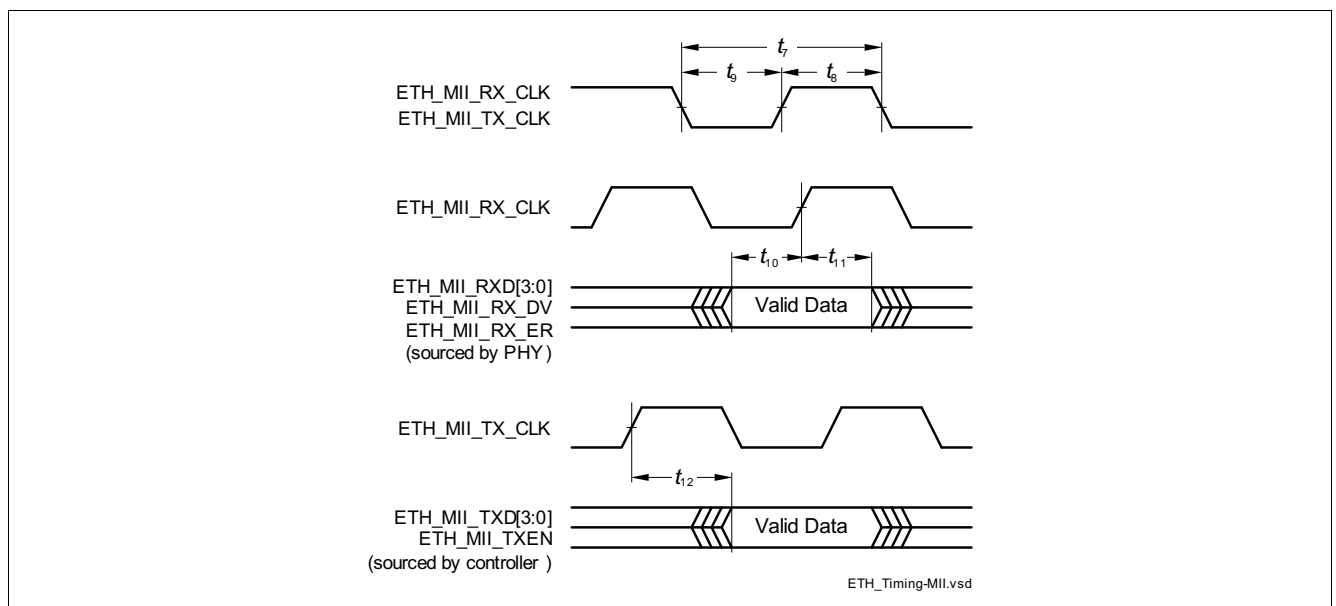 t7
t9 t8
ETH_MII_RX_CLK
ETH_MII_TX_CLK
ETH_MII_RX_CLK
t10 t11
ETH_MII_RXD[3:0]
ETH_MII_RX_DV
Valid Data
ETH_MII_RX_ER
(sourced by PHY )
ETH_MII_TX_CLK
t12
ETH_MII_TXD[3:0]
Valid Data
ETH_MII_TXEN
(sourced by controller )
ETH_Timing-MII.vsd